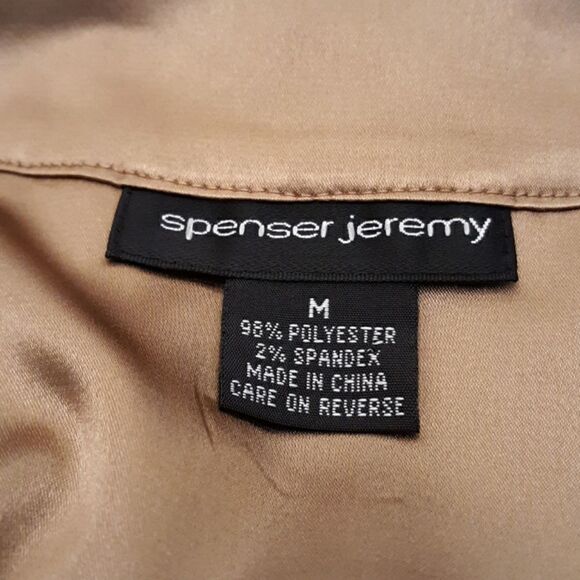 spenser jeremy
M
98% POLYESTER
2% SPANDEX
MADE IN CHINA
CARE ON REVERSE